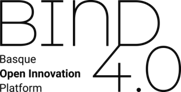 BIND
4.0
Basque
Open Innovation
Platform